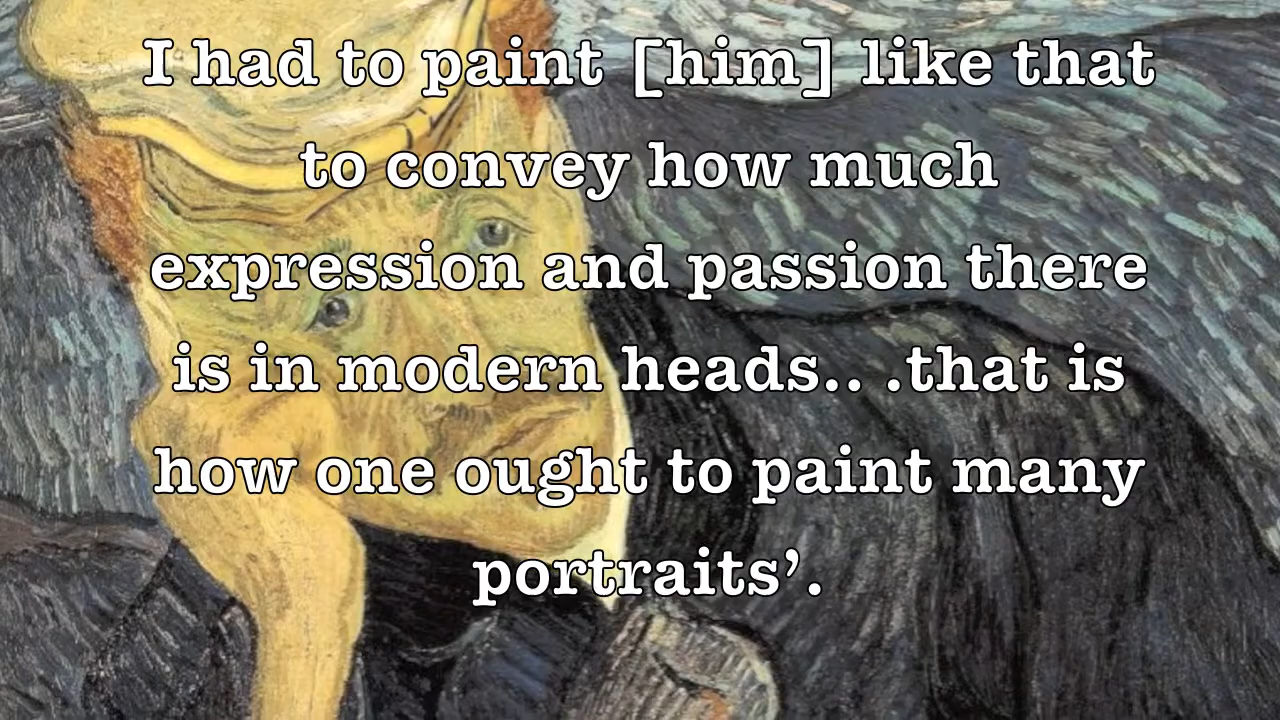 I had to paint [him] like that
to convey how much
expression and passion there
is in modern heads.. .that is
how one ought to paint many
portraits’.